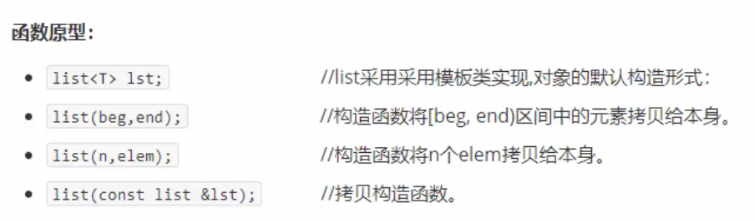 函数原型：
list<T> lst; //list采用采用模板类实现,对象的默认构造形式：
list(beg,end); //构造函数将[beg, end)区间中的元素拷贝给本身。
list(n,elem); //构造函数将n个elem拷贝给本身。
list(const list &lst); //拷贝构造函数。